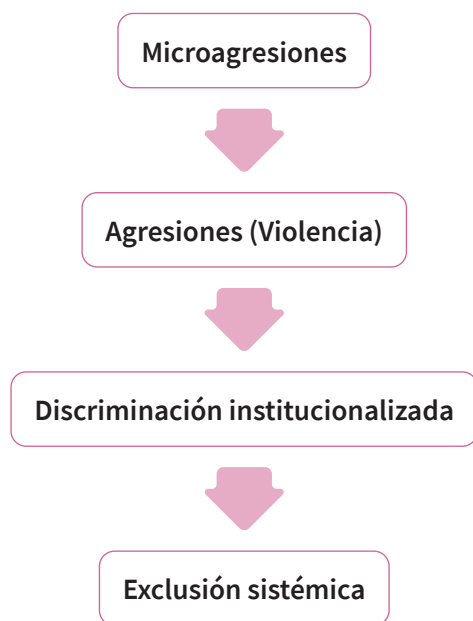 Microagresiones
Agresiones (Violencia)
Discriminación institucionalizada
Exclusión sistémica